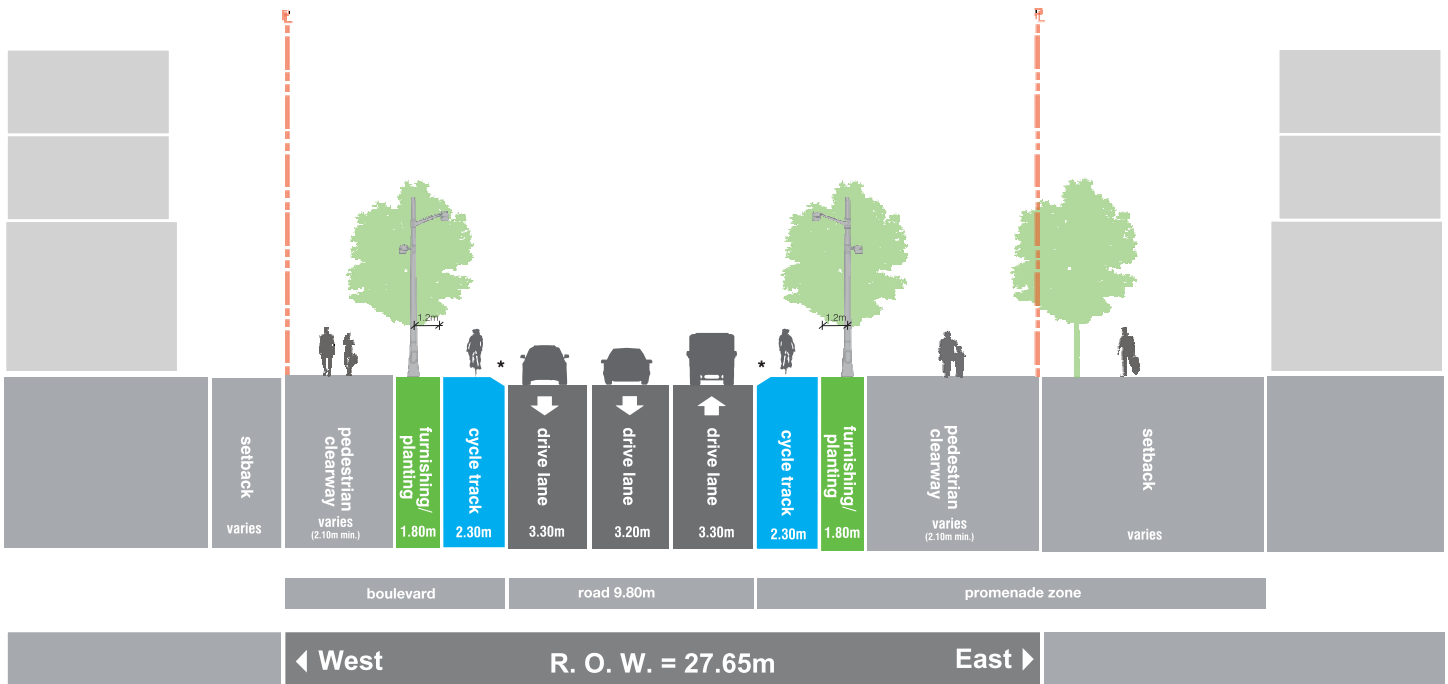 1.2m
1.2m
*
*
setback
varies
pedestrian
clearway
varies
(2.10m min.)
furnishing/
planting
1.80m
cycle track
2.30m
drive lane
3.30m
drive lane
3.20m
drive lane
3.30m
cycle track
2.30m
furnishing/
planting
1.80m
pedestrian
clearway
varies
(2.10m min.)
setback
varies
boulevard
road 9.80m
promenade zone
West
R. O. W. = 27.65m
East